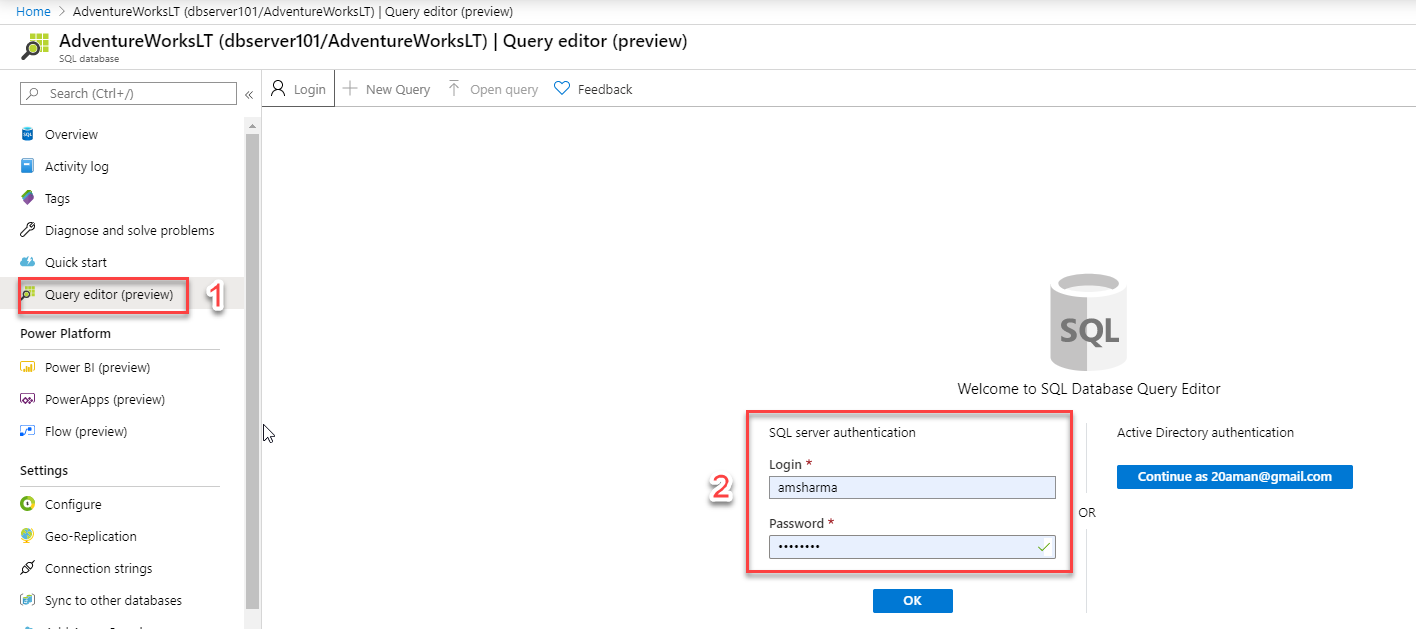 Home > AdventureWorksLT (dbserver101/AdventureWorksLT) | Query editor (preview)
AdventureWorksLT (dbserver101/AdventureWorksLT) | Query editor (preview)
SQL database
Search (Ctrl+/)
«
Login
New Query
Open query
Feedback
Overview
Activity log
Tags
Diagnose and solve problems
Quick start
Query editor (preview)
1
Power Platform
Power BI (preview)
PowerApps (preview)
Flow (preview)
Settings
Configure
Geo-Replication
Connection strings
Sync to other databases
SQL
Welcome to SQL Database Query Editor
2
SQL server authentication
Login *
amsharma
Password *
••••••••
OK
OR
Active Directory authentication
Continue as 20aman@gmail.com